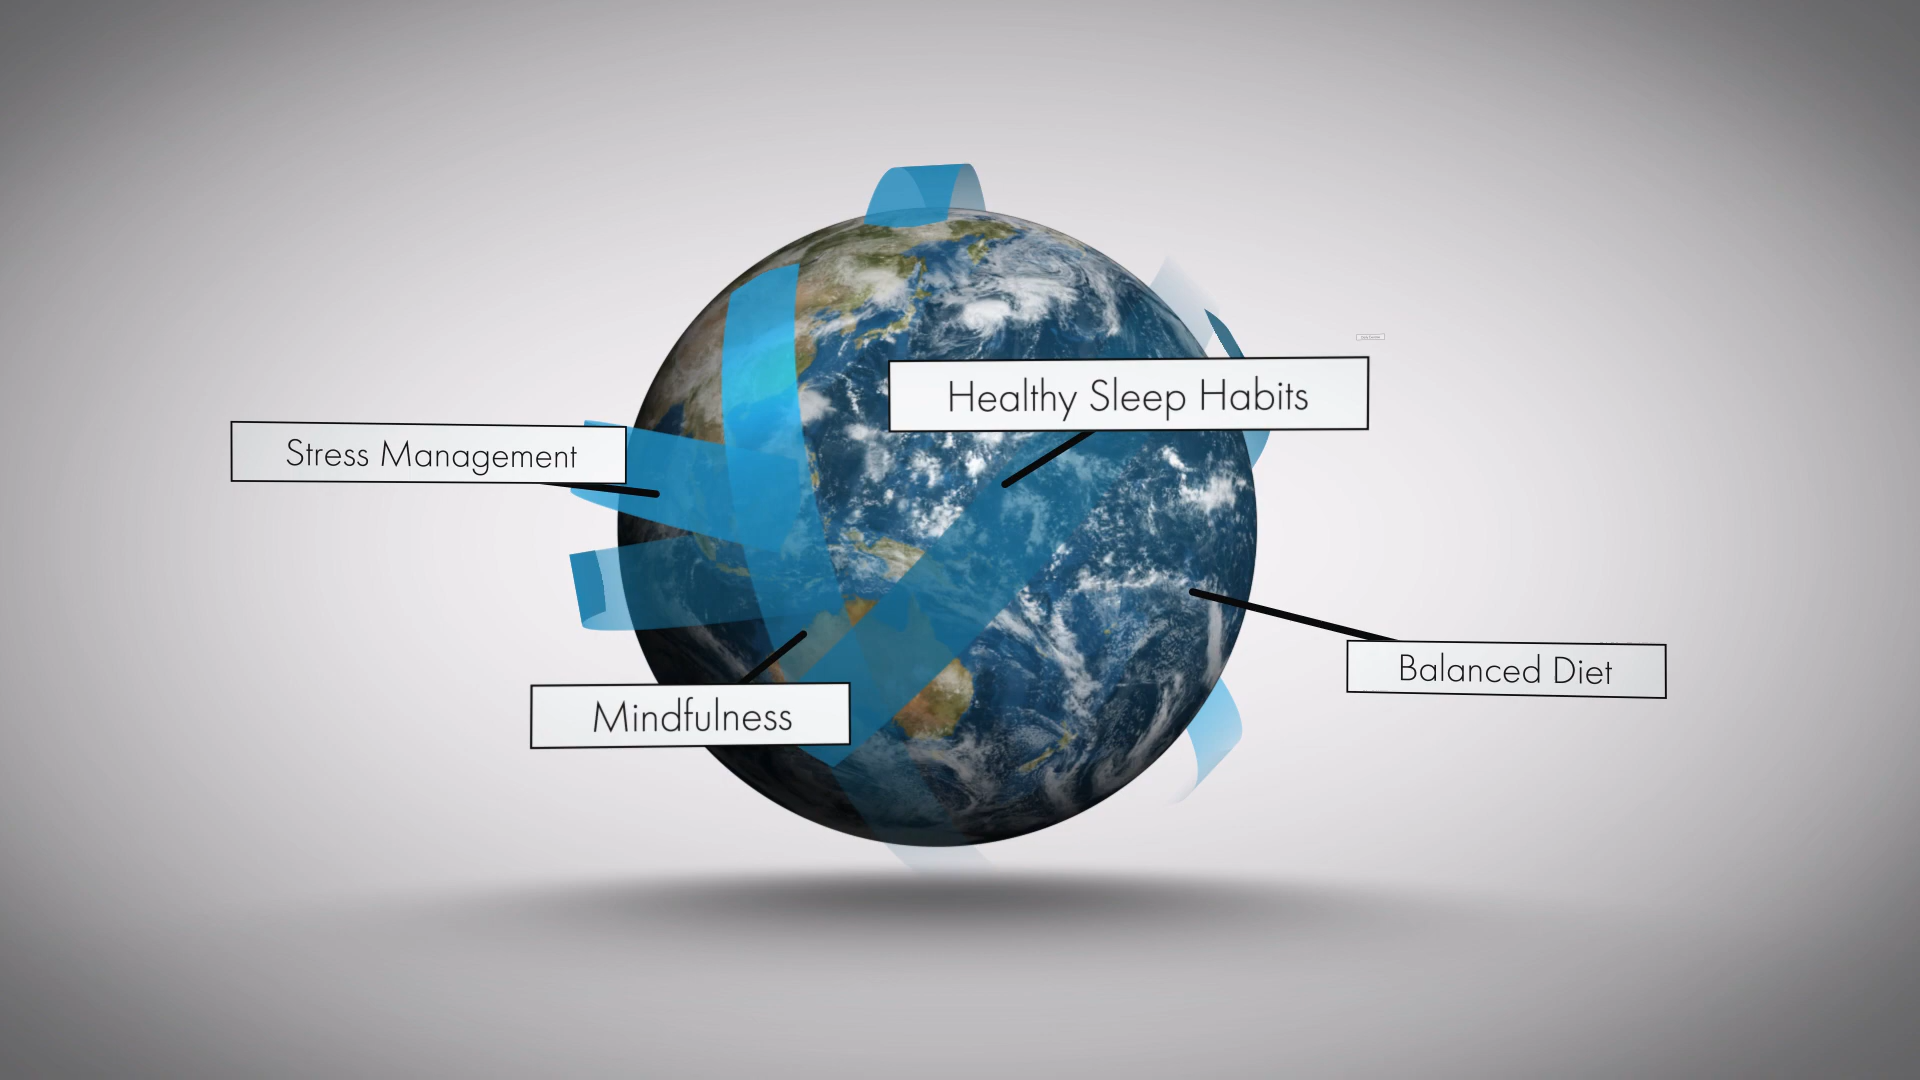 Healthy Sleep Habits
Stress Management
Balanced Diet
Mindfulness